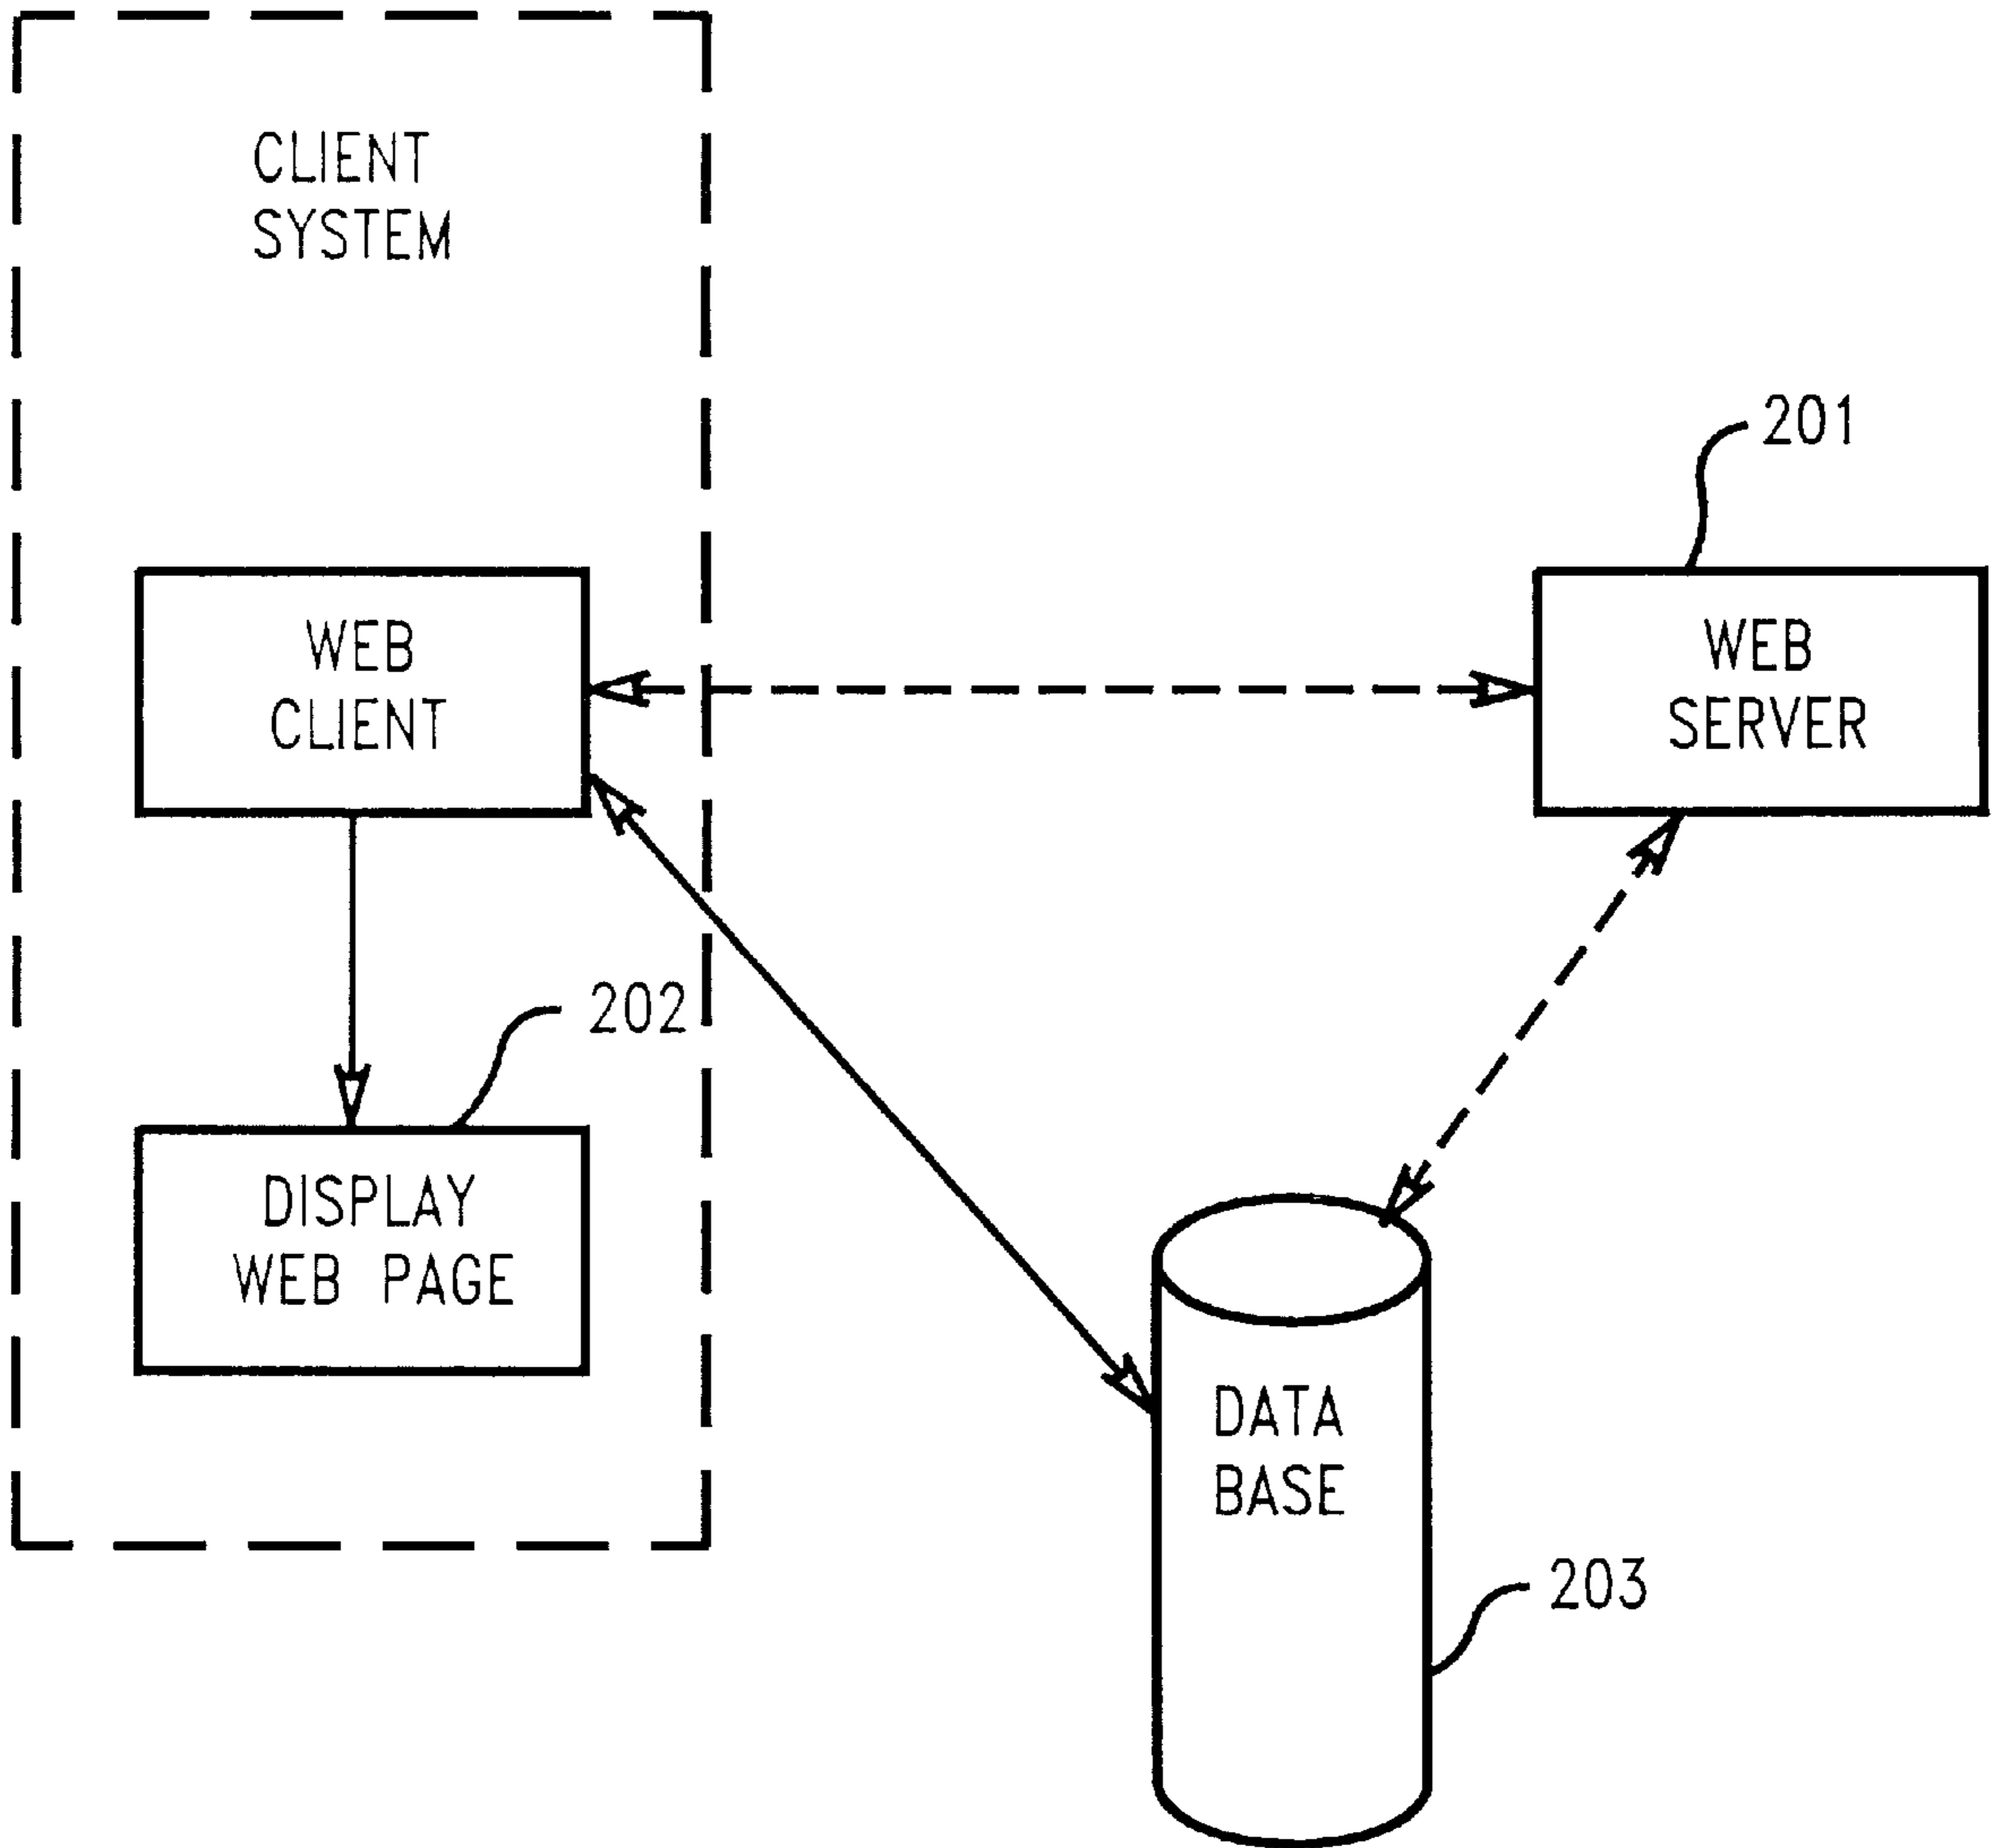 CLIENT
SYSTEM
201
WEB
CLIENT
WEB
SERVER
202
DISPLAY
WEB PAGE
DATA
BASE
203